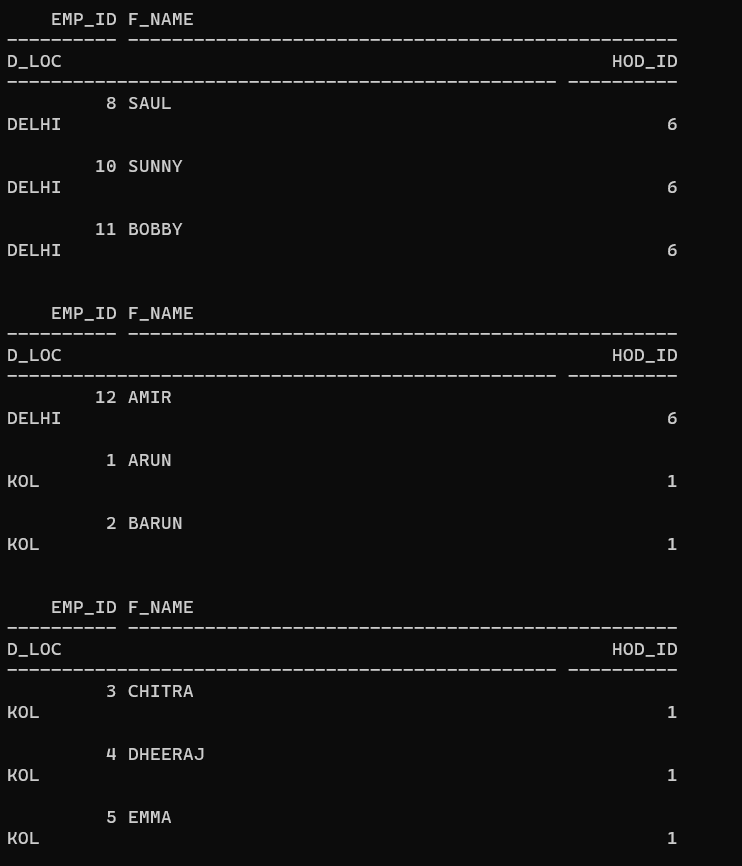 EMP_ID F_NAME
---------- --------------------------------------------------
D_LOC                                                  HOD_ID
-------------------------------------------------- ----------
         8 SAUL
DELHI                                                       6
        10 SUNNY
DELHI                                                       6
        11 BOBBY
DELHI                                                       6
    EMP_ID F_NAME
---------- --------------------------------------------------
D_LOC                                                  HOD_ID
-------------------------------------------------- ----------
        12 AMIR
DELHI                                                       6
         1 ARUN
KOL                                                         1
         2 BARUN
KOL                                                         1
    EMP_ID F_NAME
---------- --------------------------------------------------
D_LOC                                                  HOD_ID
-------------------------------------------------- ----------
         3 CHITRA
KOL                                                         1
         4 DHEERAJ
KOL                                                         1
         5 EMMA
KOL                                                         1